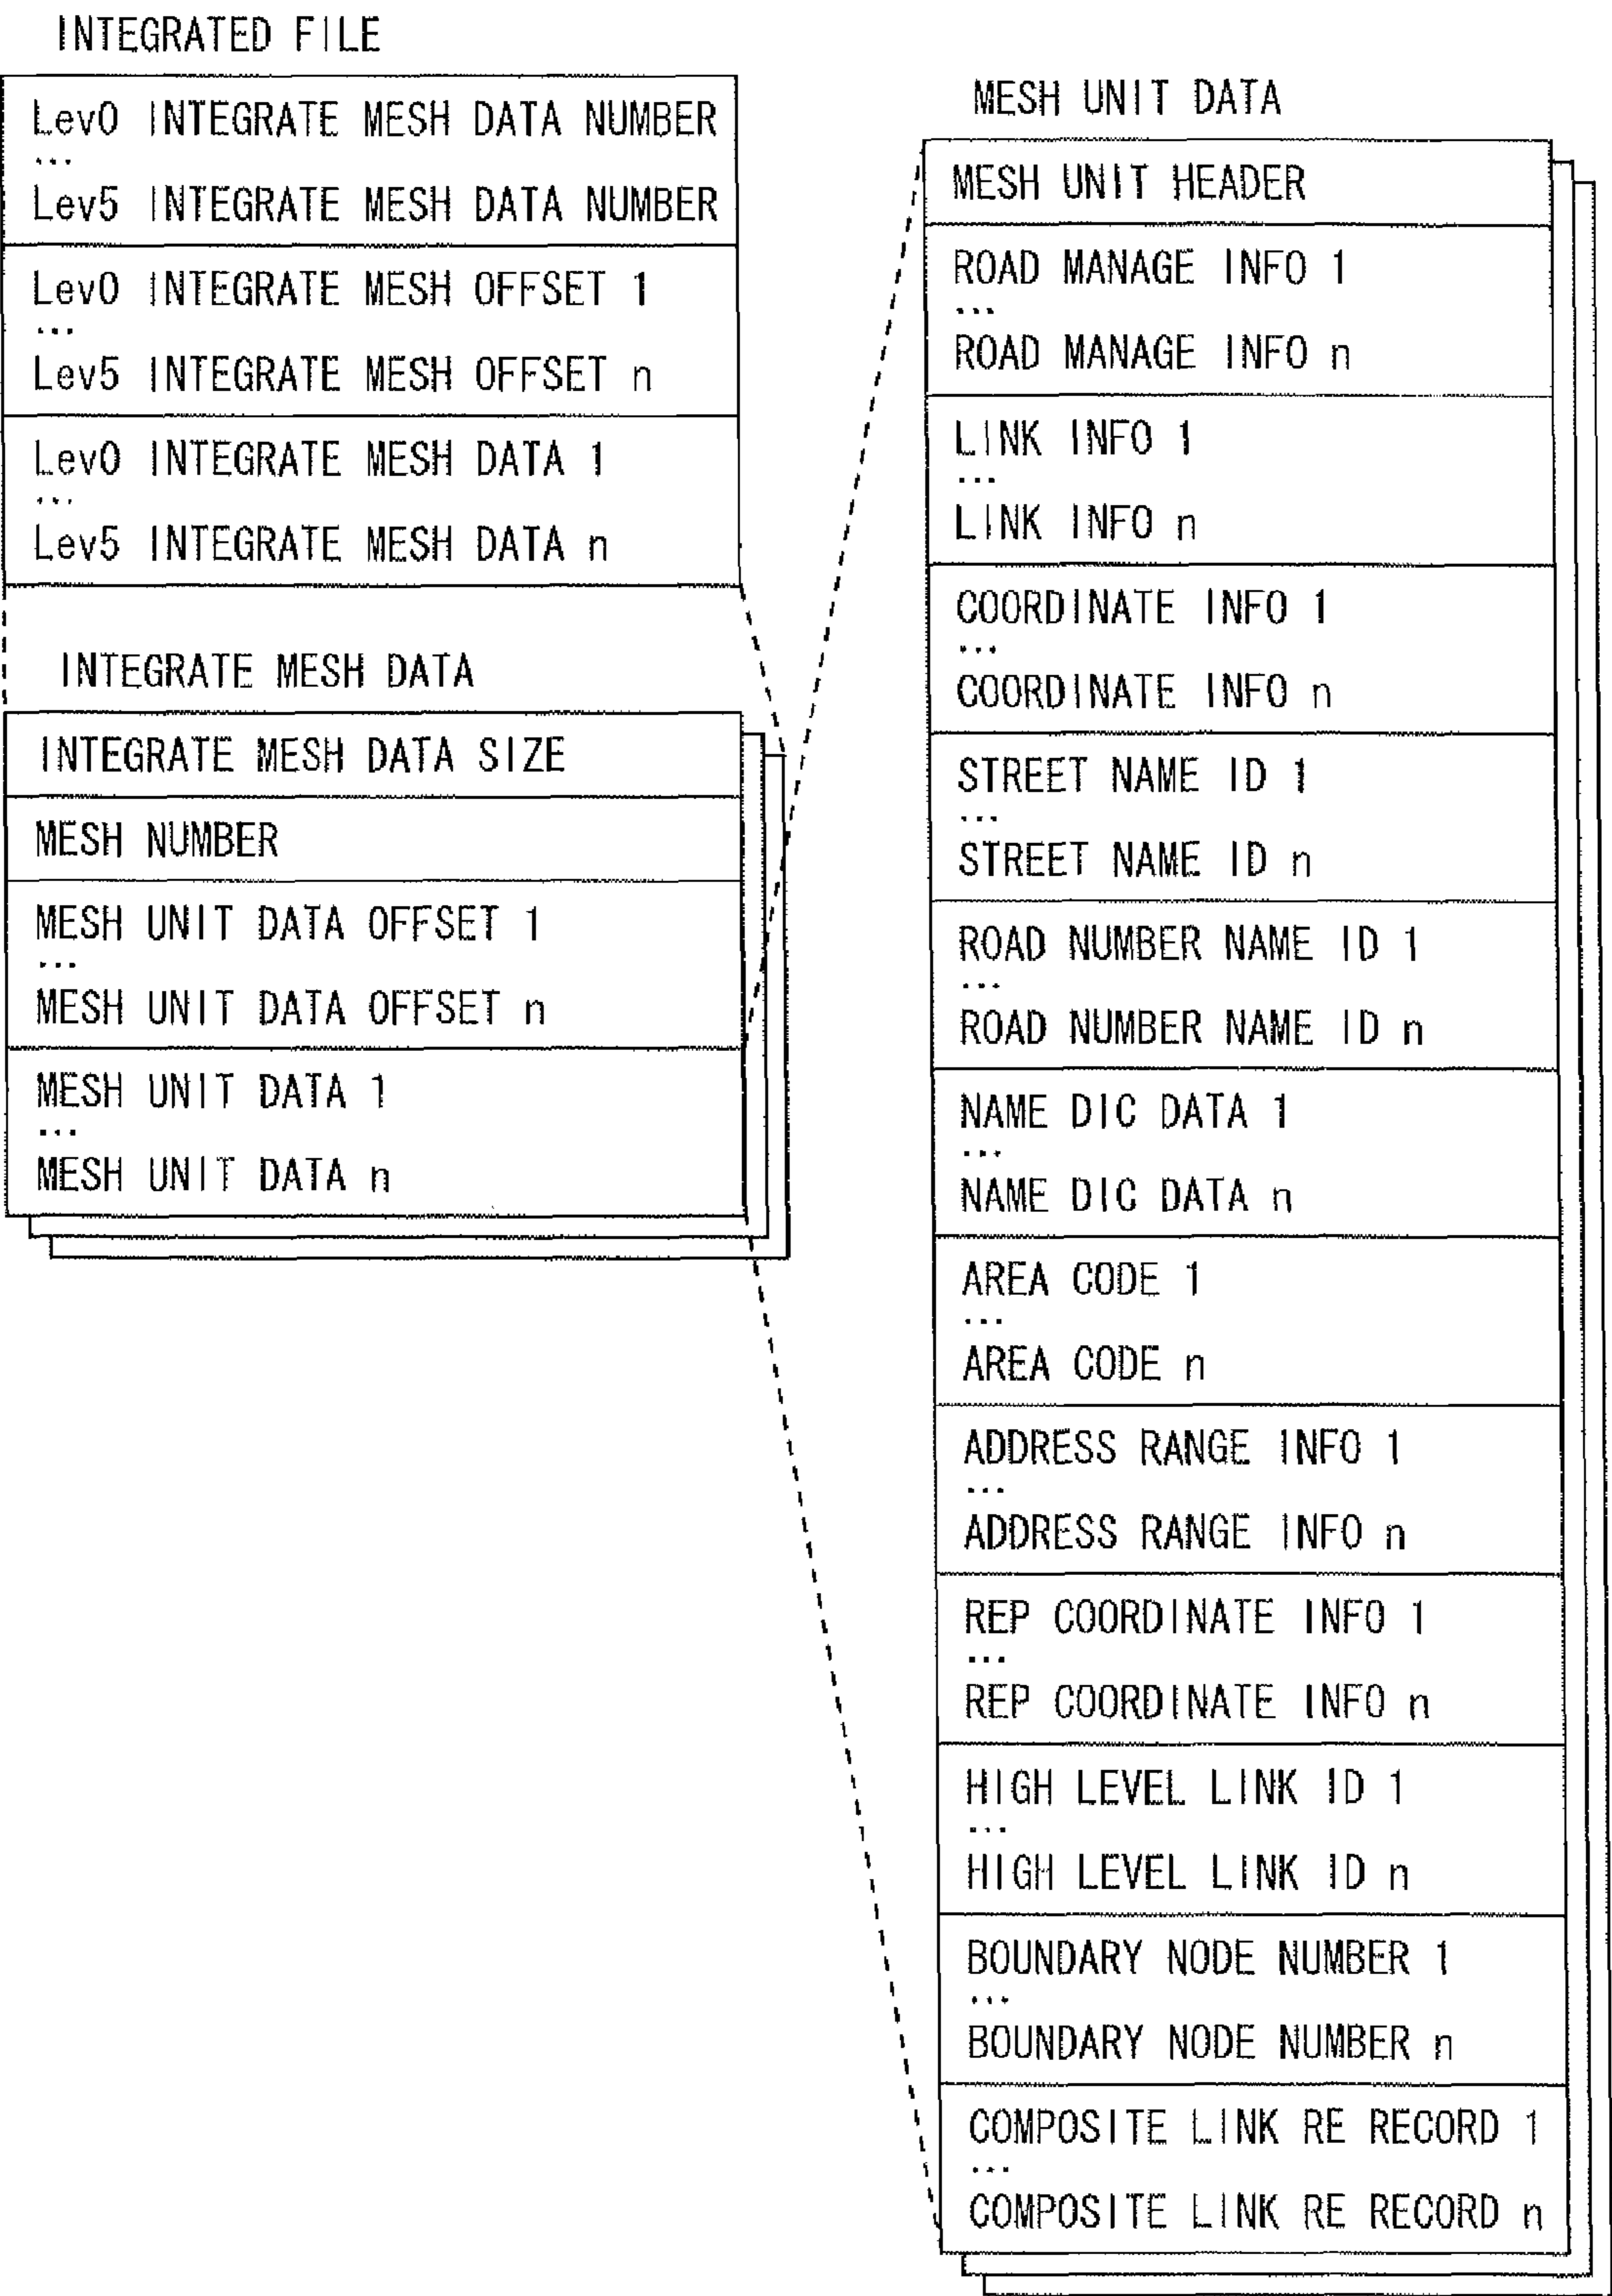 INTEGRATED FILE
Lev0 INTEGRATE MESH DATA NUMBER
...
Lev5 INTEGRATE MESH DATA NUMBER
Lev0 INTEGRATE MESH OFFSET 1
...
Lev5 INTEGRATE MESH OFFSET n
Lev0 INTEGRATE MESH DATA 1
...
Lev5 INTEGRATE MESH DATA n
INTEGRATE MESH DATA
INTEGRATE MESH DATA SIZE
MESH NUMBER
MESH UNIT DATA OFFSET 1
...
MESH UNIT DATA OFFSET n
MESH UNIT DATA 1
...
MESH UNIT DATA n
MESH UNIT DATA
MESH UNIT HEADER
ROAD MANAGE INFO 1
...
ROAD MANAGE INFO n
LINK INFO 1
...
LINK INFO n
COORDINATE INFO 1
...
COORDINATE INFO n
STREET NAME ID 1
...
STREET NAME ID n
ROAD NUMBER NAME ID 1
...
ROAD NUMBER NAME ID n
NAME DIC DATA 1
...
NAME DIC DATA n
AREA CODE 1
...
AREA CODE n
ADDRESS RANGE INFO 1
...
ADDRESS RANGE INFO n
REP COORDINATE INFO 1
...
REP COORDINATE INFO n
HIGH LEVEL LINK ID 1
...
HIGH LEVEL LINK ID n
BOUNDARY NODE NUMBER 1
...
BOUNDARY NODE NUMBER n
COMPOSITE LINK RE RECORD 1
...
COMPOSITE LINK RE RECORD n